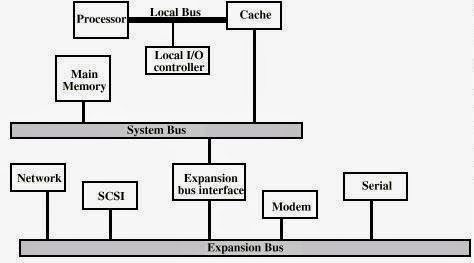 Processor
Local Bus
Cache
Local I/O
controller
Main
Memory
System Bus
Network
SCSI
Expansion
bus interface
Modem
Serial
Expansion Bus